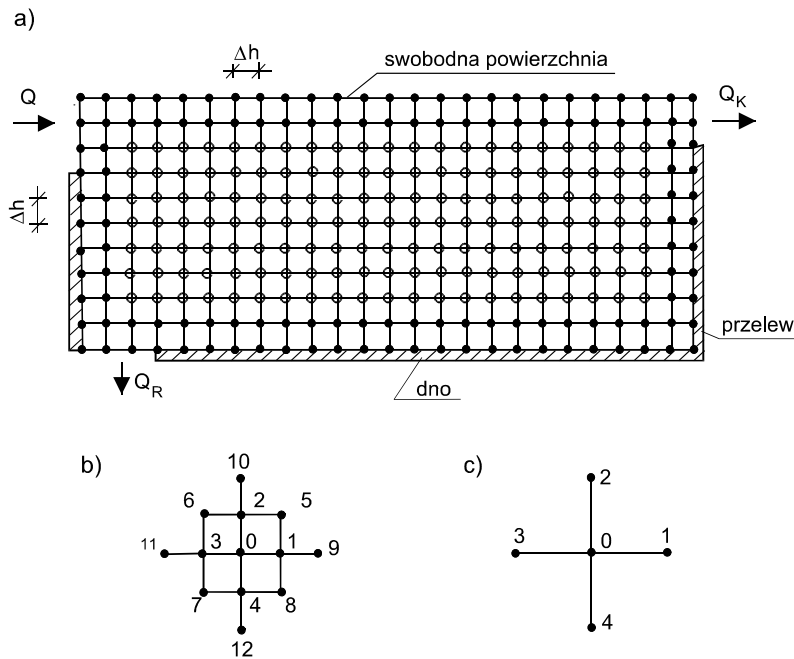 a)
Δh
swobodna powierzchnia
Q
Q_K
Δh
przelew
Q_R
dno
b)
c)
10
6 2 5
11 3 0 1 9
7 4 8
12
2
3 0 1
4